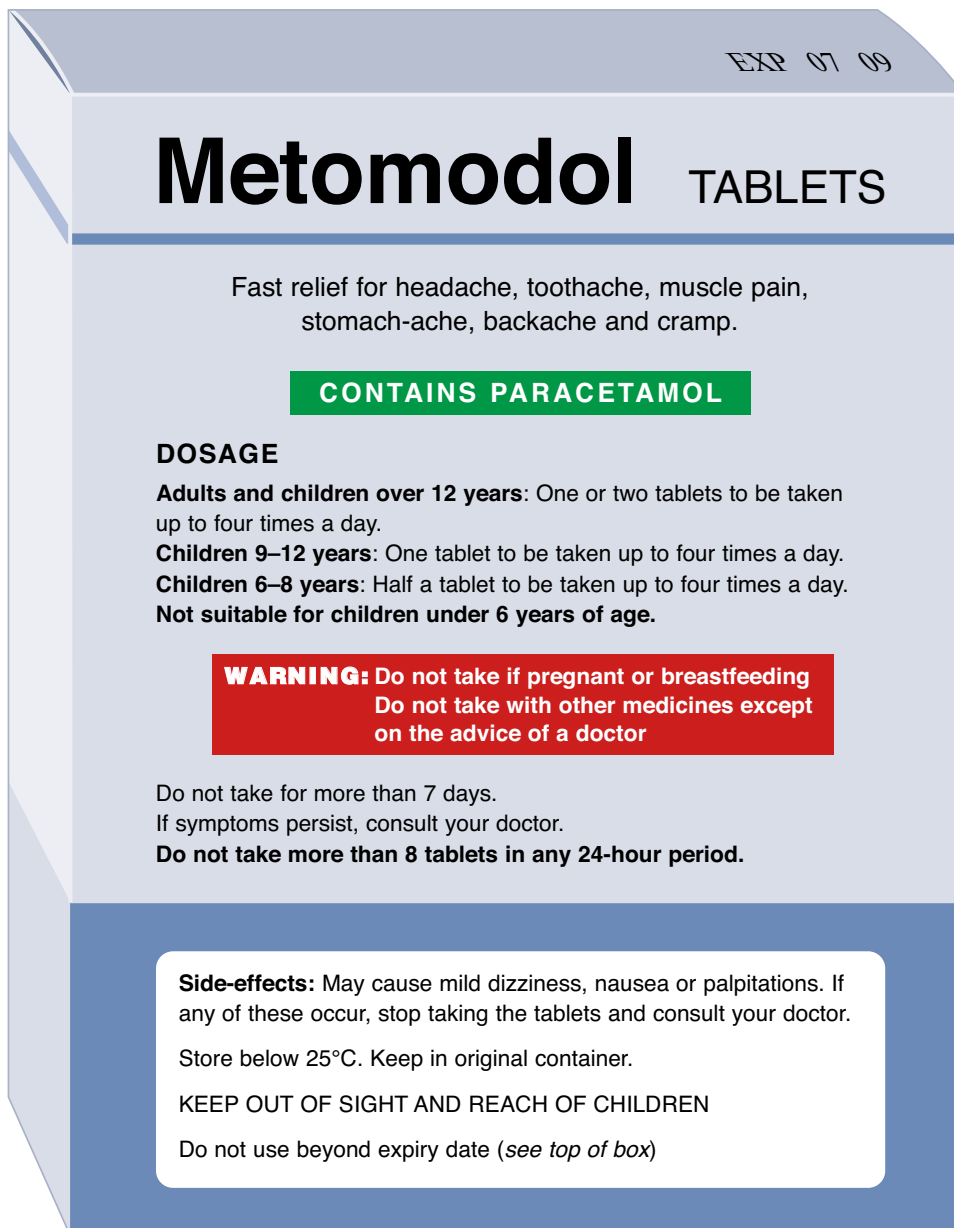 EXP 07 09
Metomodol TABLETS
Fast relief for headache, toothache, muscle pain,
stomach-ache, backache and cramp.
CONTAINS PARACETAMOL
DOSAGE
Adults and children over 12 years: One or two tablets to be taken
up to four times a day.
Children 9–12 years: One tablet to be taken up to four times a day.
Children 6–8 years: Half a tablet to be taken up to four times a day.
Not suitable for children under 6 years of age.
WARNING: Do not take if pregnant or breastfeeding
Do not take with other medicines except
on the advice of a doctor
Do not take for more than 7 days.
If symptoms persist, consult your doctor.
Do not take more than 8 tablets in any 24-hour period.
Side-effects: May cause mild dizziness, nausea or palpitations. If
any of these occur, stop taking the tablets and consult your doctor.
Store below 25°C. Keep in original container.
KEEP OUT OF SIGHT AND REACH OF CHILDREN
Do not use beyond expiry date (see top of box)